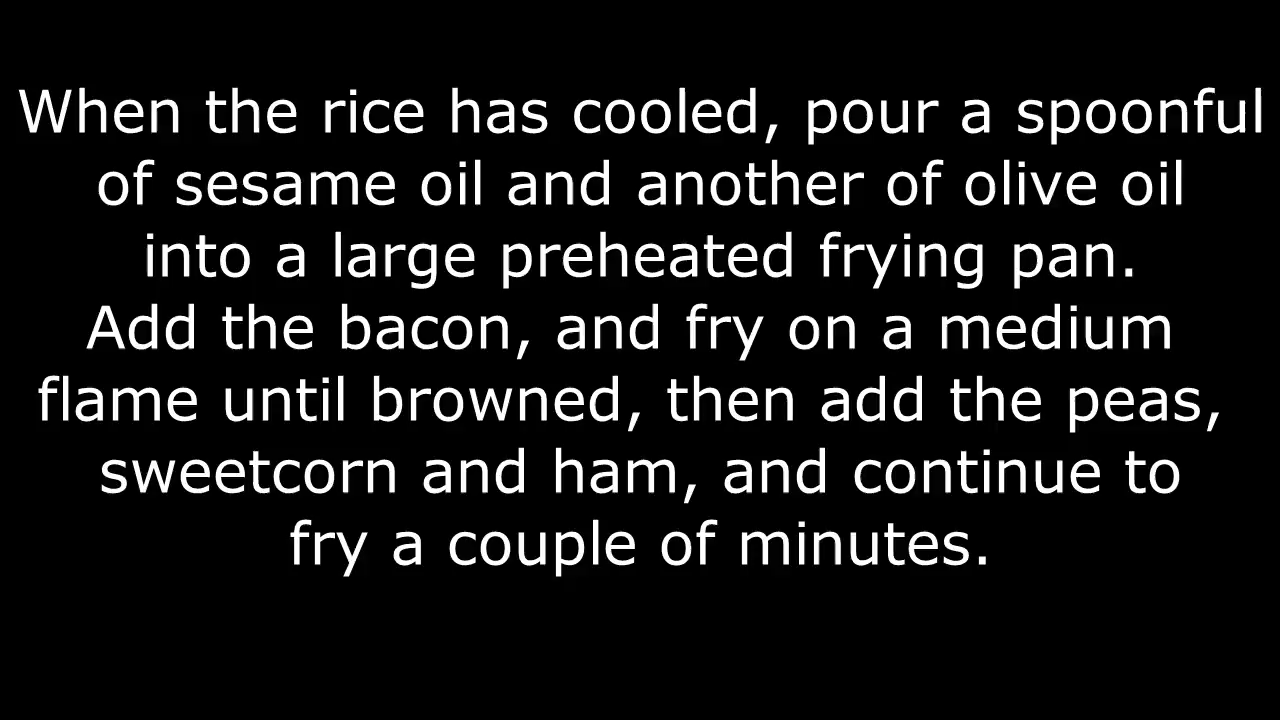 When the rice has cooled, pour a spoonful
of sesame oil and another of olive oil
into a large preheated frying pan.
Add the bacon, and fry on a medium
flame until browned, then add the peas,
sweetcorn and ham, and continue to
fry a couple of minutes.